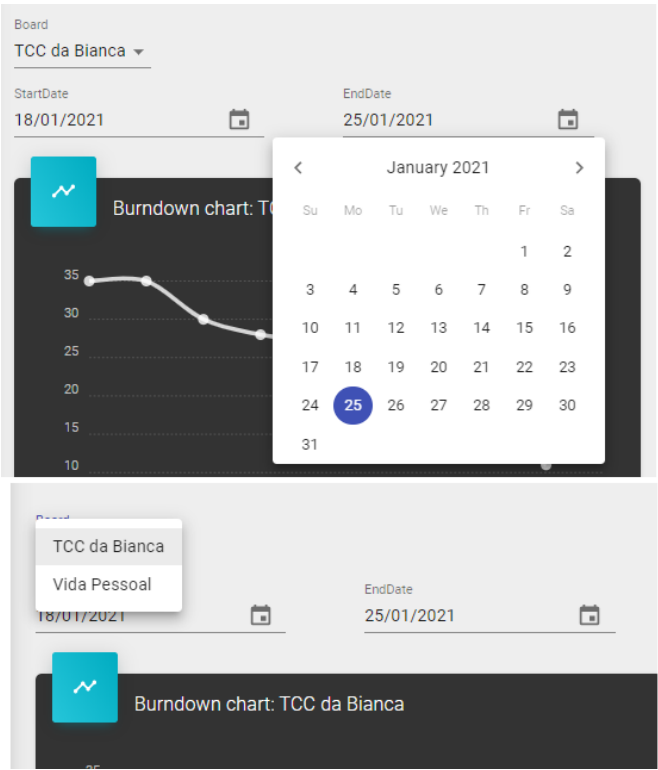 Board
TCC da Bianca
StartDate
EndDate
18/01/2021
25/01/2021
January 2021
Burndown chart:
Su Mo Tu We Th Fr Sa
1 2
3 4 5 6 7 8 9
10 11 12 13 14 15 16
17 18 19 20 21 22 23
24 25 26 27 28 29 30
31
35
30
25
20
15
10
TCC da Bianca
Vida Pessoal
EndDate
18/01/2021
25/01/2021
Burndown chart: TCC da Bianca